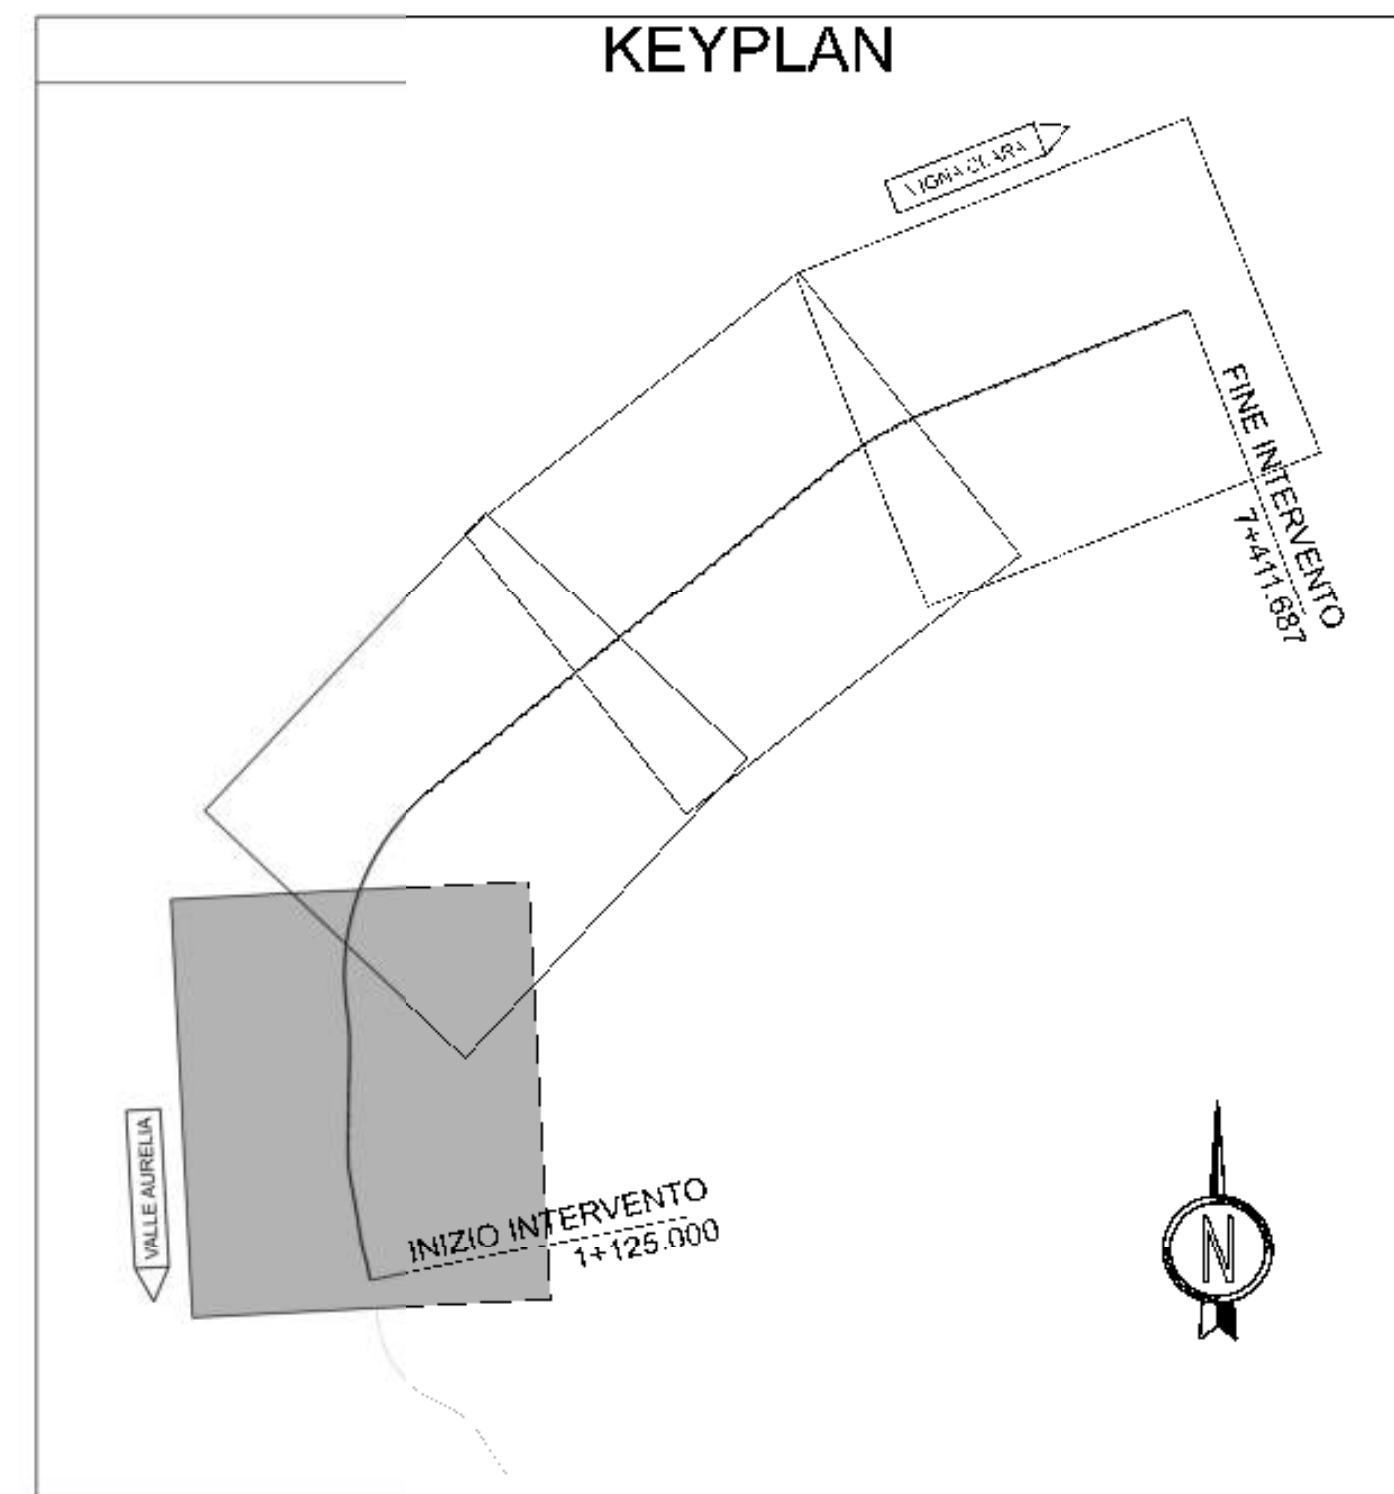 KEYPLAN
VIGNA CLARA
FINE INTERVENTO
7+411.687
VALLE AURELIA
INIZIO INTERVENTO
1+125.000
N